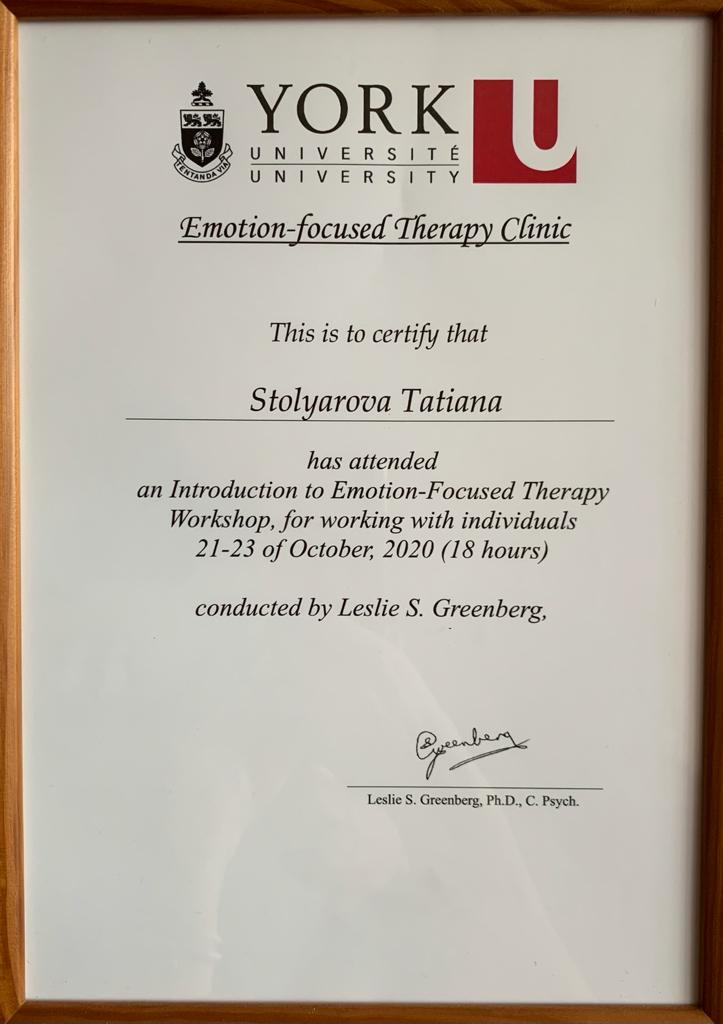 YORK U
UNIVERSITÉ
UNIVERSITY
TENTANDA VIA
Emotion-focused Therapy Clinic
This is to certify that
Stolyarova Tatiana
has attended
an Introduction to Emotion-Focused Therapy
Workshop, for working with individuals
21-23 of October, 2020 (18 hours)
conducted by Leslie S. Greenberg,
Greenberg
Leslie S. Greenberg, Ph.D., C. Psych.